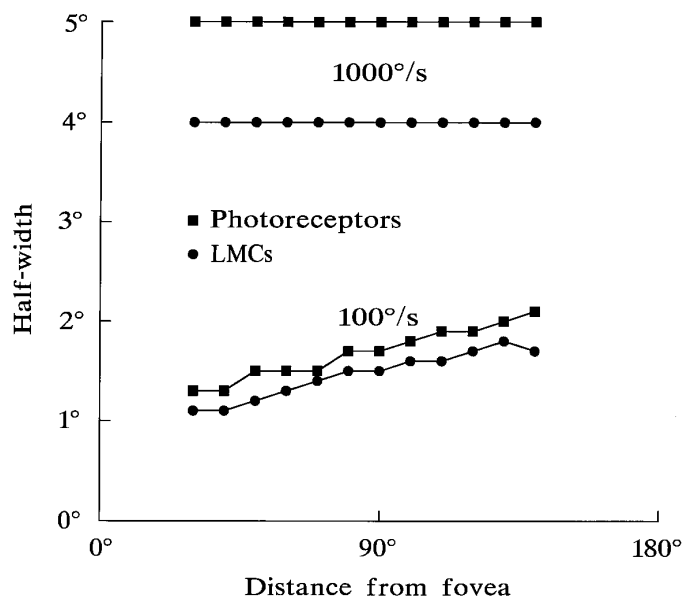 5°
1000°/s
4°
3°
Photoreceptors
LMCs
Half-width
2°
100°/s
1°
0°
0°
90°
180°
Distance from fovea